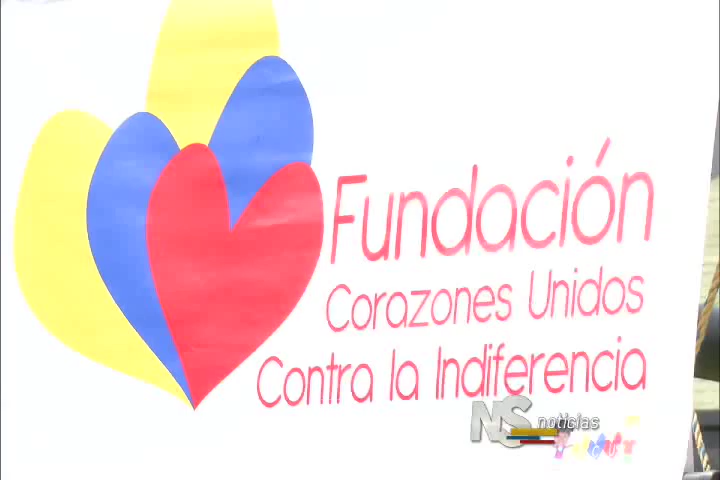 Fundación
Corazones Unidos
Contra la Indiferencia
NS noticias